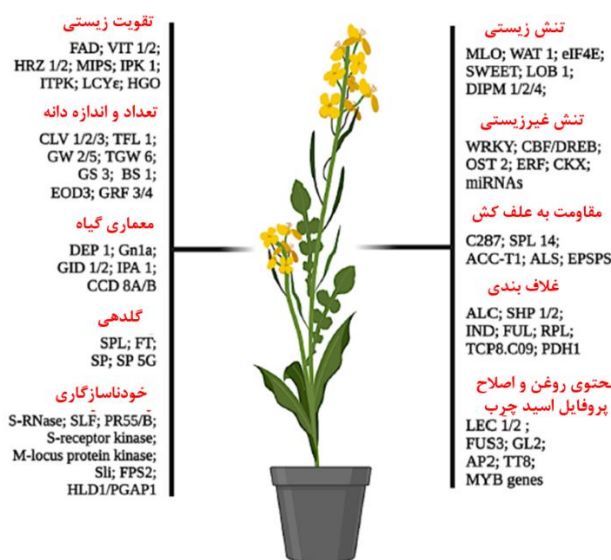 تقویت زیستی
FAD; VIT 1/2;
HRZ 1/2; MIPS; IPK 1;
ITPK; LCYε; HGO
تعداد و اندازه دانه
CLV 1/2/3; TFL 1;
GW 2/5; TGW 6;
GS 3; BS 1;
EOD3; GRF 3/4
معماری گیاه
DEP 1; Gn1a;
GID 1/2; IPA 1;
CCD 8A/B
گلدهی
SPL; FT;
SP; SP 5G
خودناسازگاری
S-RNase; SLF; PR55/B;
S-receptor kinase;
M-locus protein kinase;
Sli; FPS2;
HLD1/PGAP1
تنش زیستی
MLO; WAT 1; eIF4E;
SWEET; LOB 1;
DIPM 1/2/4;
تنش غیرزیستی
WRKY; CBF/DREB;
OST 2; ERF; CKX;
miRNAs
مقاومت به علف کش
C287; SPL 14;
ACC-T1; ALS; EPSPS
غلاف بندی
ALC; SHP 1/2;
IND; FUL; RPL;
TCP8.C09; PDH1
محتوی روغن و اصلاح
پروفایل اسید چرب
LEC 1/2 ;
FUS3; GL2;
AP2; TT8;
MYB genes